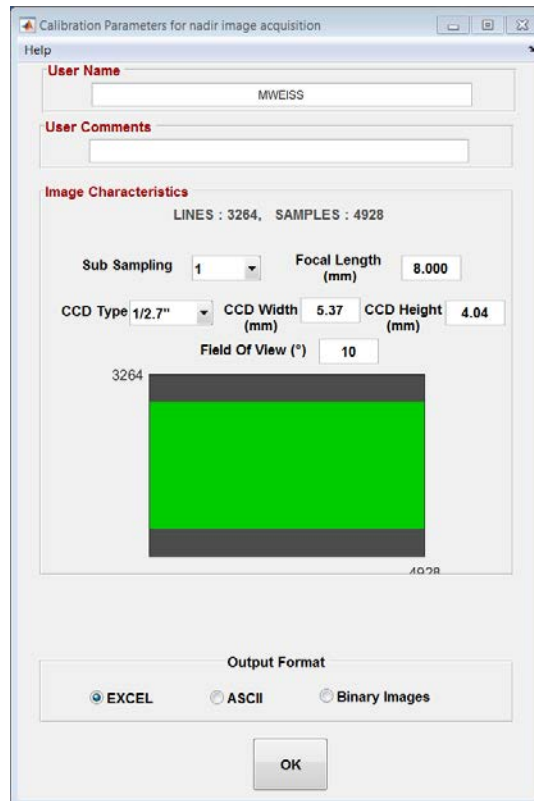 Calibration Parameters for nadir image acquisition
Help
User Name
MWEISS
User Comments
Image Characteristics
LINES : 3264, SAMPLES : 4928
Sub Sampling 1 Focal Length (mm) 8.000
CCD Type 1/2.7" CCD Width (mm) 5.37 CCD Height (mm) 4.04
Field Of View (°) 10
3264
4928
Output Format
EXCEL ASCII Binary Images
OK